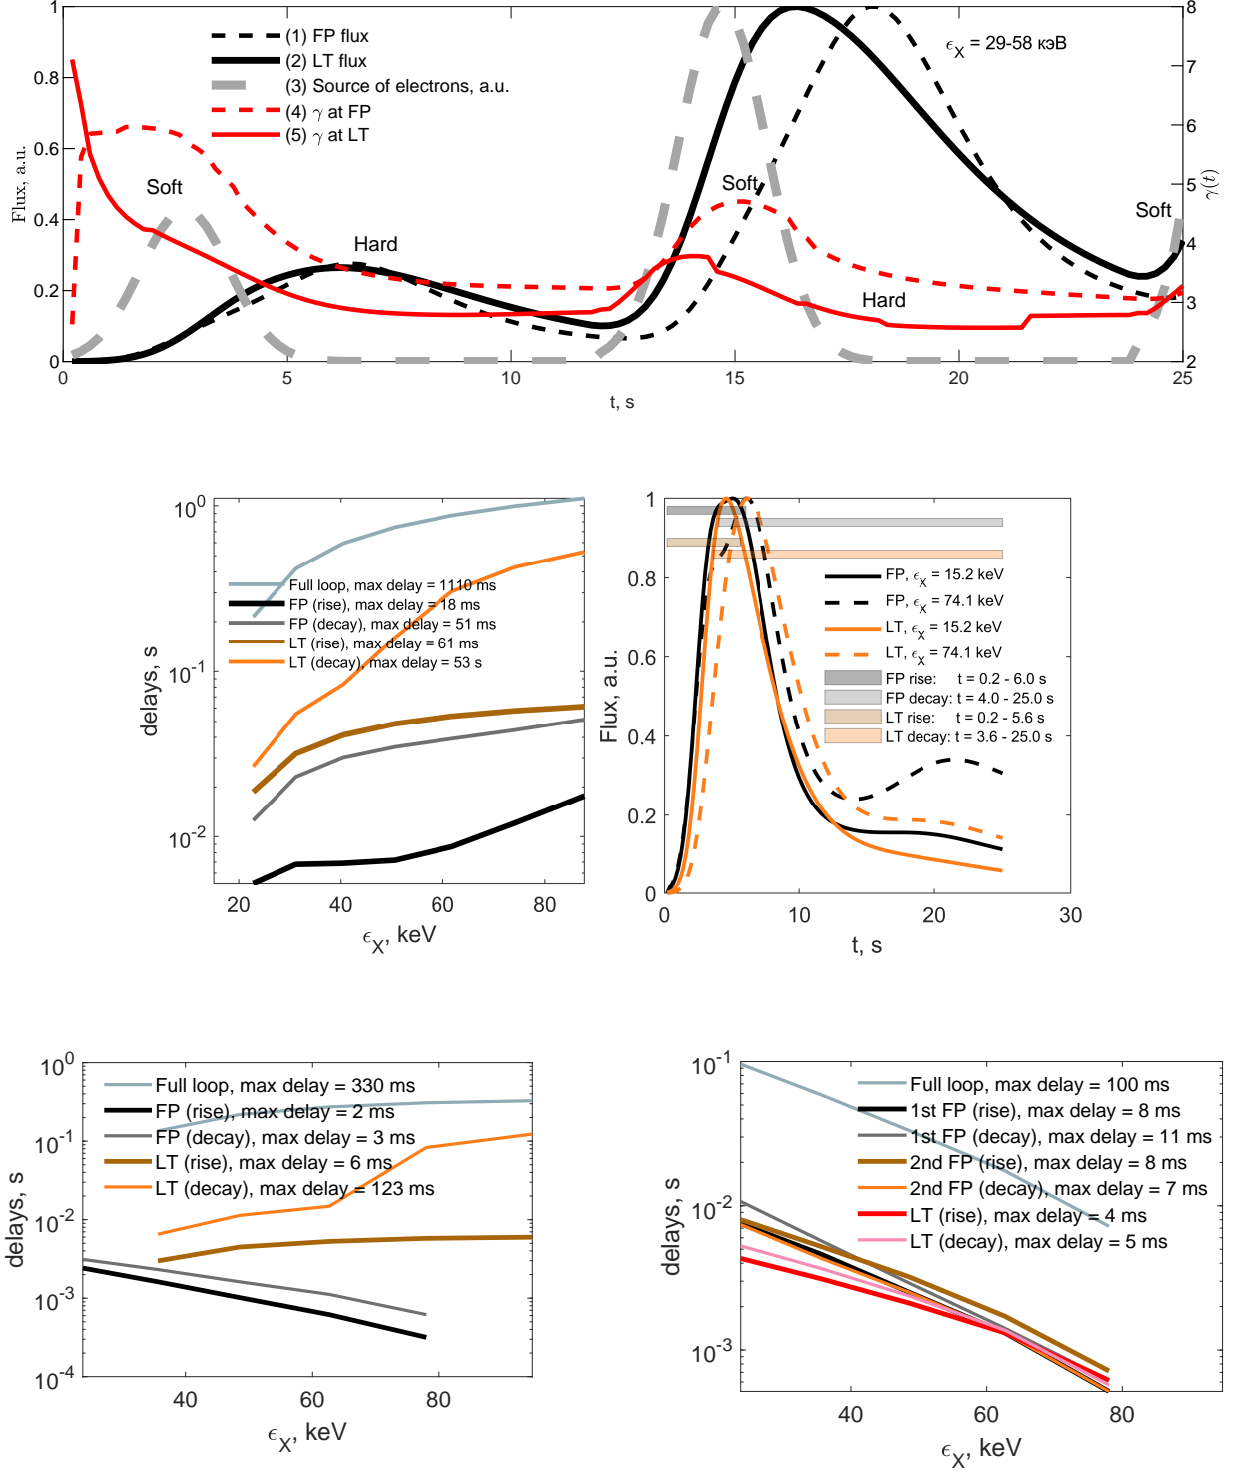 1
0.8
0.6
0.4
0.2
0
Flux, a.u.
(1) FP flux
(2) LT flux
(3) Source of electrons, a.u.
(4) γ at FP
(5) γ at LT
ϵX = 29-58 кэВ
Soft
Hard
Soft
Hard
Soft
8
7
6
5
4
3
2
γ(t)
0 5 10 15 20 25
t, s
10^0
10^-1
10^-2
delays, s
Full loop, max delay = 1110 ms
FP (rise), max delay = 18 ms
FP (decay), max delay = 51 ms
LT (rise), max delay = 61 ms
LT (decay), max delay = 53 s
20 40 60 80
ϵX, keV
1
0.8
0.6
0.4
0.2
0
Flux, a.u.
FP, ϵX = 15.2 keV
FP, ϵX = 74.1 keV
LT, ϵX = 15.2 keV
LT, ϵX = 74.1 keV
FP rise: t = 0.2 - 6.0 s
FP decay: t = 4.0 - 25.0 s
LT rise: t = 0.2 - 5.6 s
LT decay: t = 3.6 - 25.0 s
0 10 20 30
t, s
10^0
10^-1
10^-2
10^-3
10^-4
delays, s
Full loop, max delay = 330 ms
FP (rise), max delay = 2 ms
FP (decay), max delay = 3 ms
LT (rise), max delay = 6 ms
LT (decay), max delay = 123 ms
40 60 80
ϵX, keV
10^-1
10^-2
10^-3
delays, s
Full loop, max delay = 100 ms
1st FP (rise), max delay = 8 ms
1st FP (decay), max delay = 11 ms
2nd FP (rise), max delay = 8 ms
2nd FP (decay), max delay = 7 ms
LT (rise), max delay = 4 ms
LT (decay), max delay = 5 ms
40 60 80
ϵX, keV